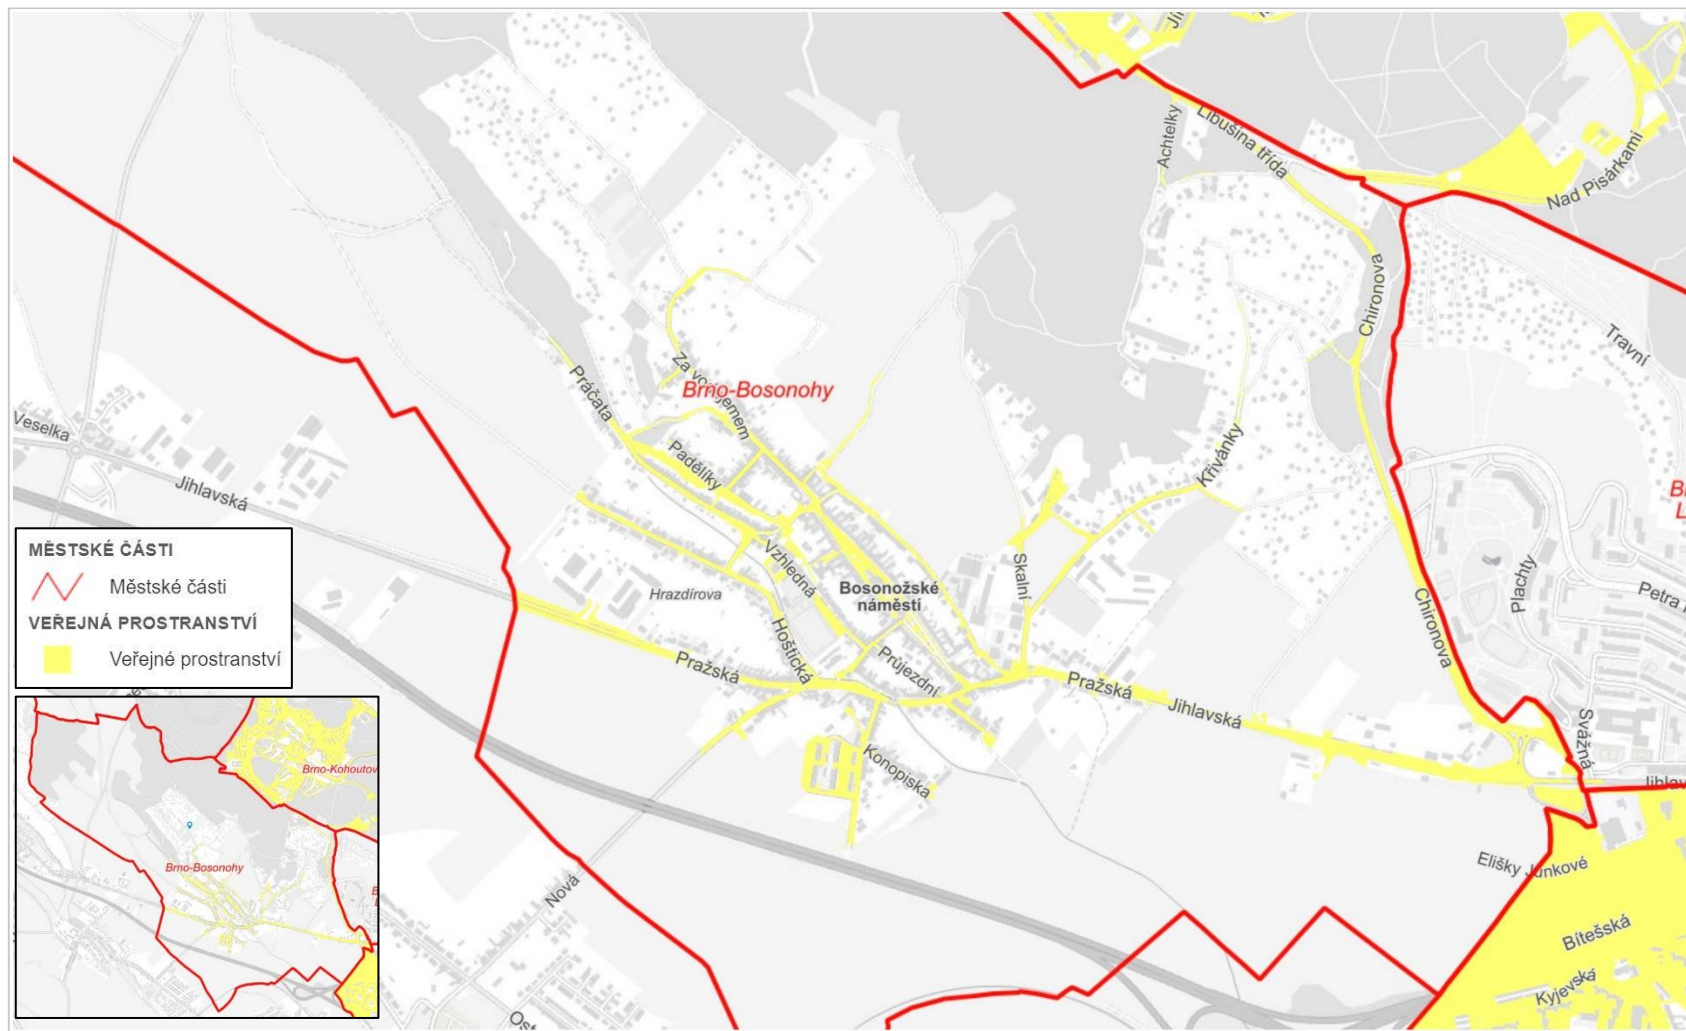 Libušina třída
Achtelky
Nad Pisárkami
Chironova
Travní
Za vodojemem
Práčata
Brno-Bosonohy
Veselka
Jihlavská
Padělíky
Křivánky
Plachty
Petra
Skalní
Vzhledná
Bosonožské
náměstí
Hrazdírova
Hoštická
Průjezdní
Pražská
Pražská
Jihlavská
Chironova
Svážná
Konopiska
Nová
Elišky Junkové
Bítešská
Kyjevská
MĚSTSKÉ ČÁSTI
Městské části
VEŘEJNÁ PROSTRANSTVÍ
Veřejné prostranství
Brno-Kohoutov
Brno-Bosonohy